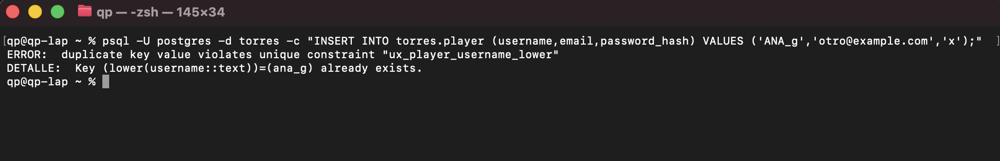 qp — -zsh — 145×34
[qp@qp-lap ~ % psql -U postgres -d torres -c "INSERT INTO torres.player (username,email,password_hash) VALUES ('ANA_g','otro@example.com','x');" ]
ERROR:  duplicate key value violates unique constraint "ux_player_username_lower"
DETALLE:  Key (lower(username::text))=(ana_g) already exists.
qp@qp-lap ~ %